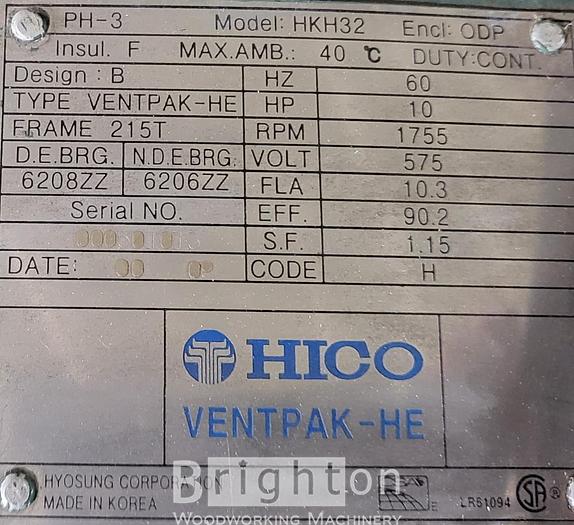 PH-3 Model: HKH32 Encl: ODP
Insul. F MAX.AMB.: 40 °C DUTY:CONT.
Design : B HZ 60
TYPE VENTPAK-HE HP 10
FRAME 215T RPM 1755
D.E.BRG. N.D.E.BRG. VOLT 575
6208ZZ 6206ZZ FLA 10.3
Serial NO. EFF. 90.2
S.F. 1.15
DATE: CODE H
HICO
VENTPAK-HE
HYOSUNG CORPORATION
MADE IN KOREA
LR61094 SA ®
Brighton
WOODWORKING MACHINERY